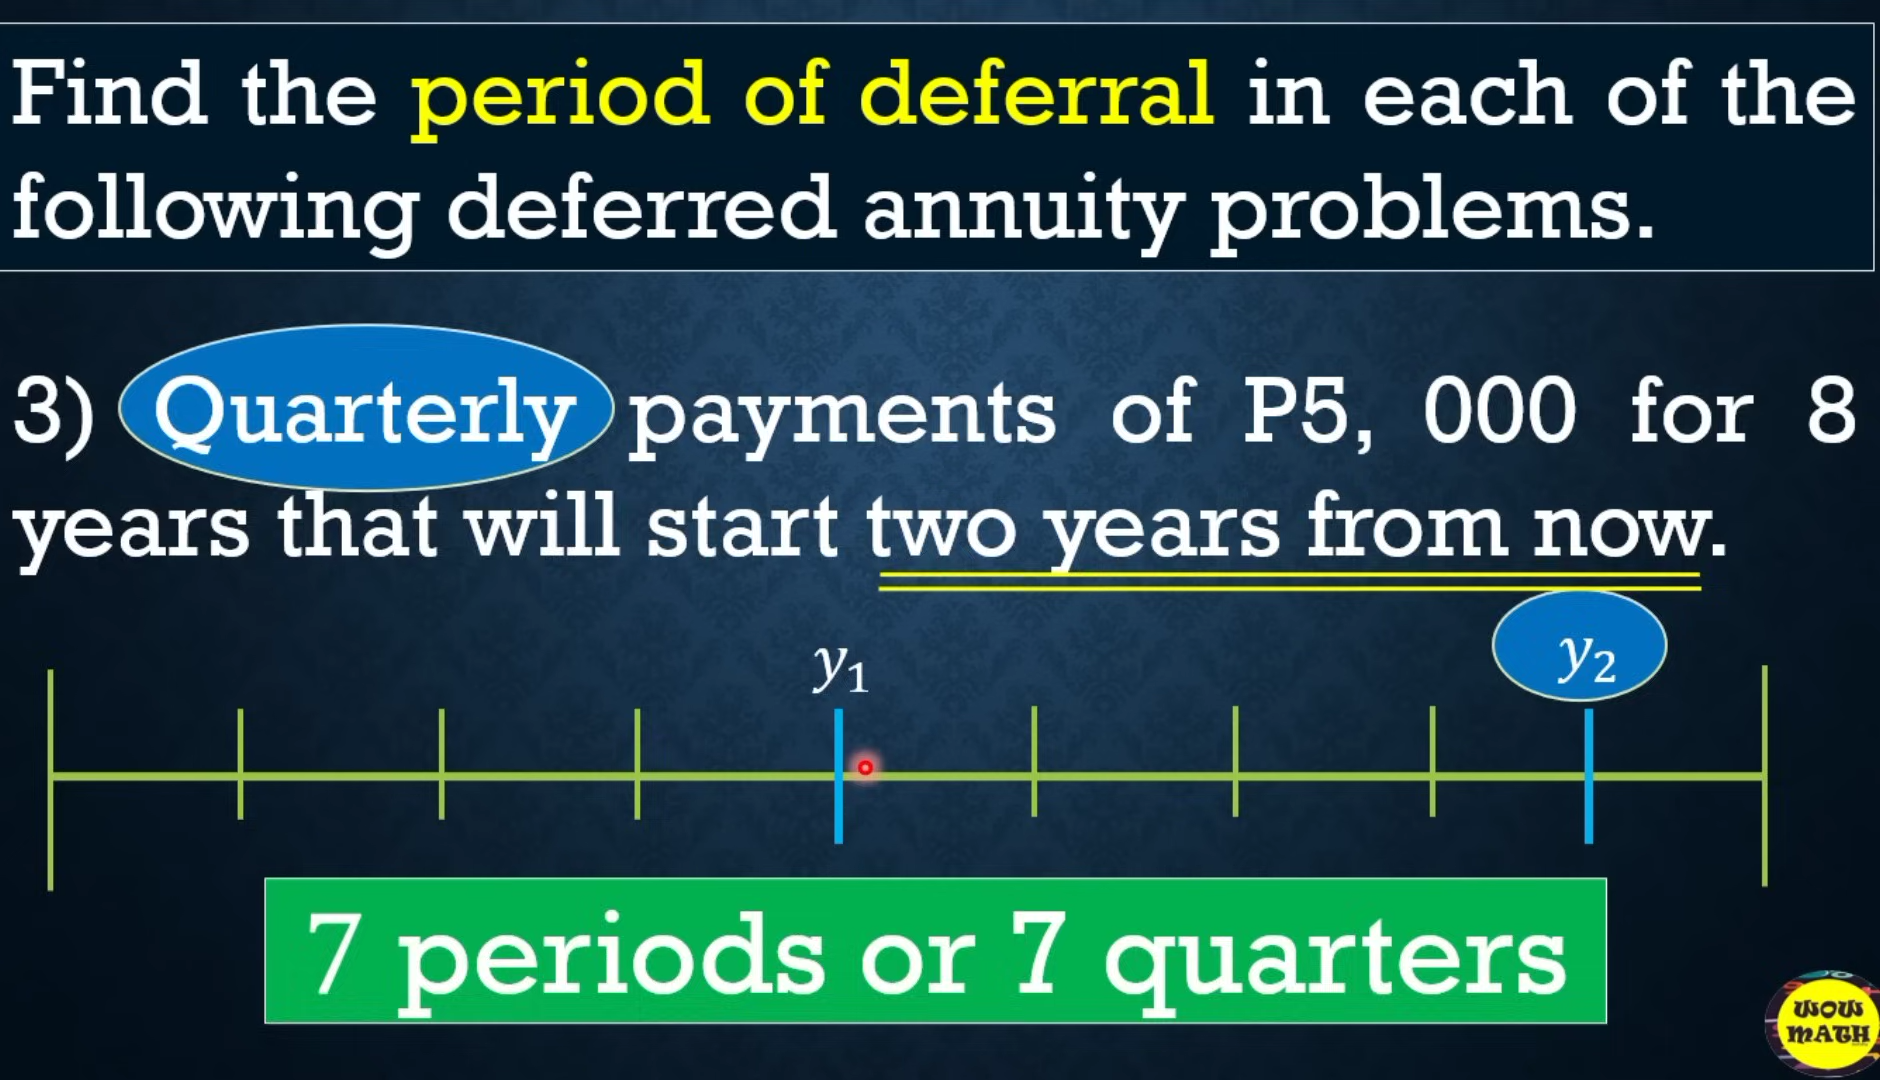 Find the period of deferral in each of the
following deferred annuity problems.
3) Quarterly payments of P5, 000 for 8
years that will start two years from now.
y₁
y₂
7 periods or 7 quarters
WOW
MATH